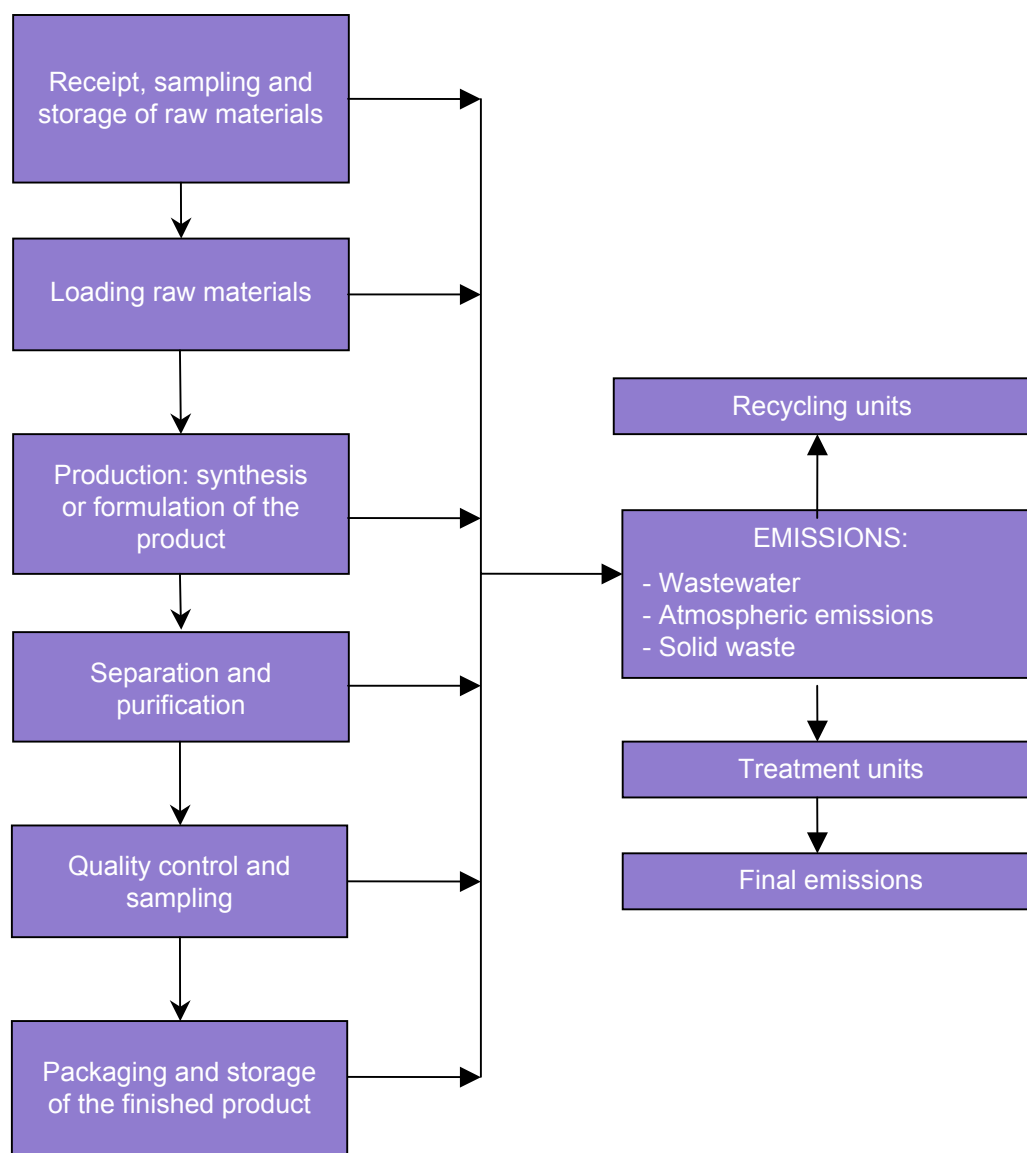 Receipt, sampling and
storage of raw materials
Loading raw materials
Production: synthesis
or formulation of the
product
Separation and
purification
Quality control and
sampling
Packaging and storage
of the finished product
Recycling units
EMISSIONS:
- Wastewater
- Atmospheric emissions
- Solid waste
Treatment units
Final emissions